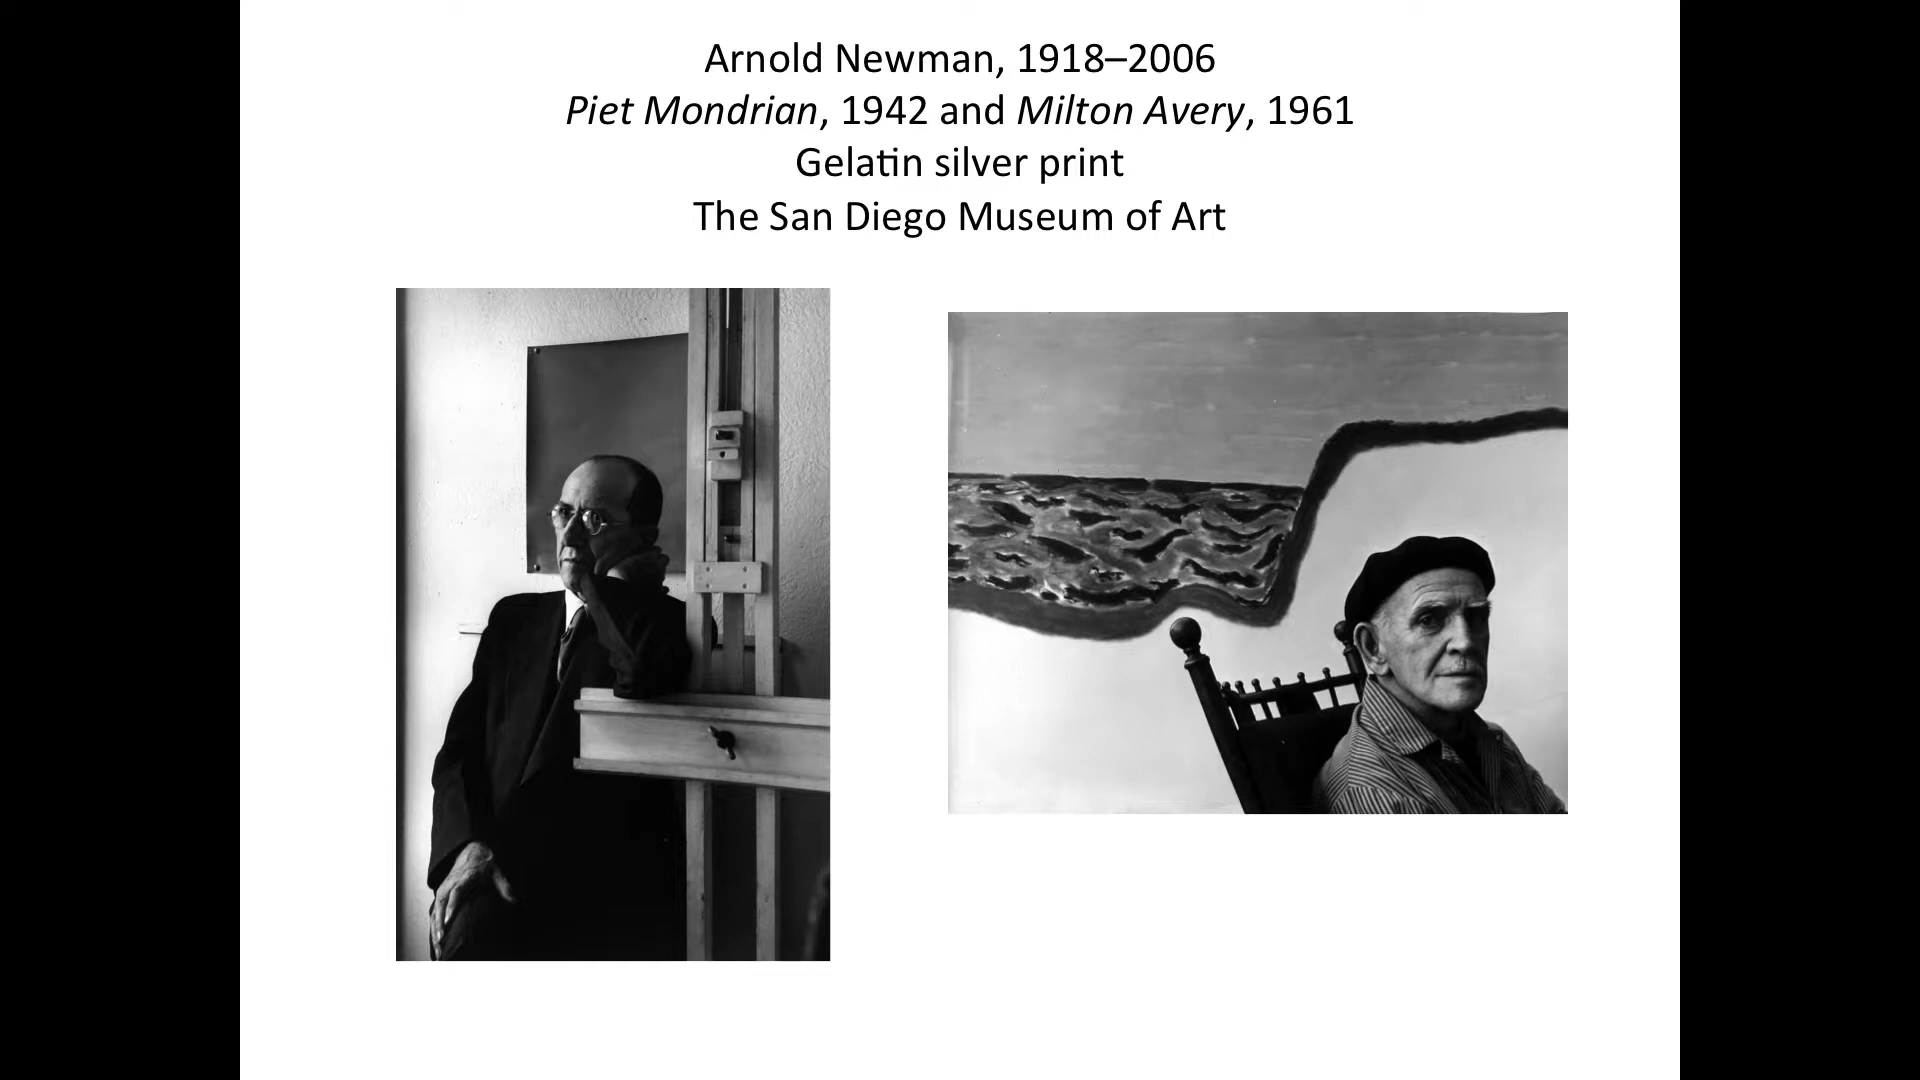 Arnold Newman, 1918–2006
Piet Mondrian, 1942 and Milton Avery, 1961
Gelatin silver print
The San Diego Museum of Art